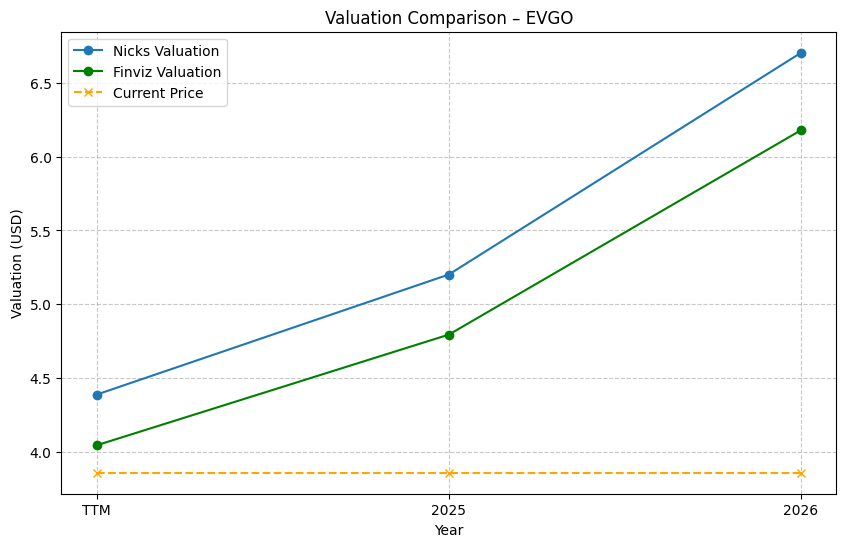 Valuation Comparison – EVGO
Nicks Valuation
Finviz Valuation
Current Price
Valuation (USD)
6.5
6.0
5.5
5.0
4.5
4.0
TTM
2025
2026
Year